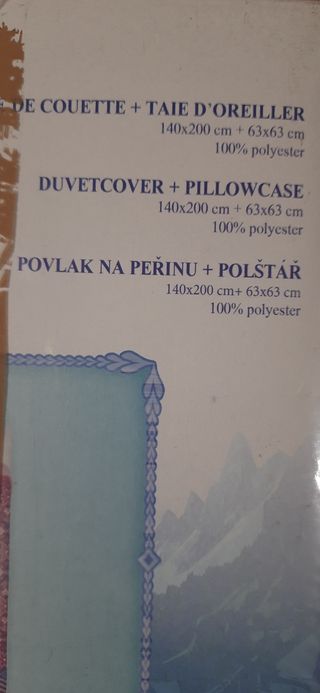 DE COUETTE + TAIE D'OREILLER
140x200 cm + 63x63 cm
100% polyester
DUVETCOVER + PILLOWCASE
140x200 cm + 63x63 cm
100% polyester
POVLAK NA PEŘINU + POLŠTÁŘ
140x200 cm+ 63x63 cm
100% polyester